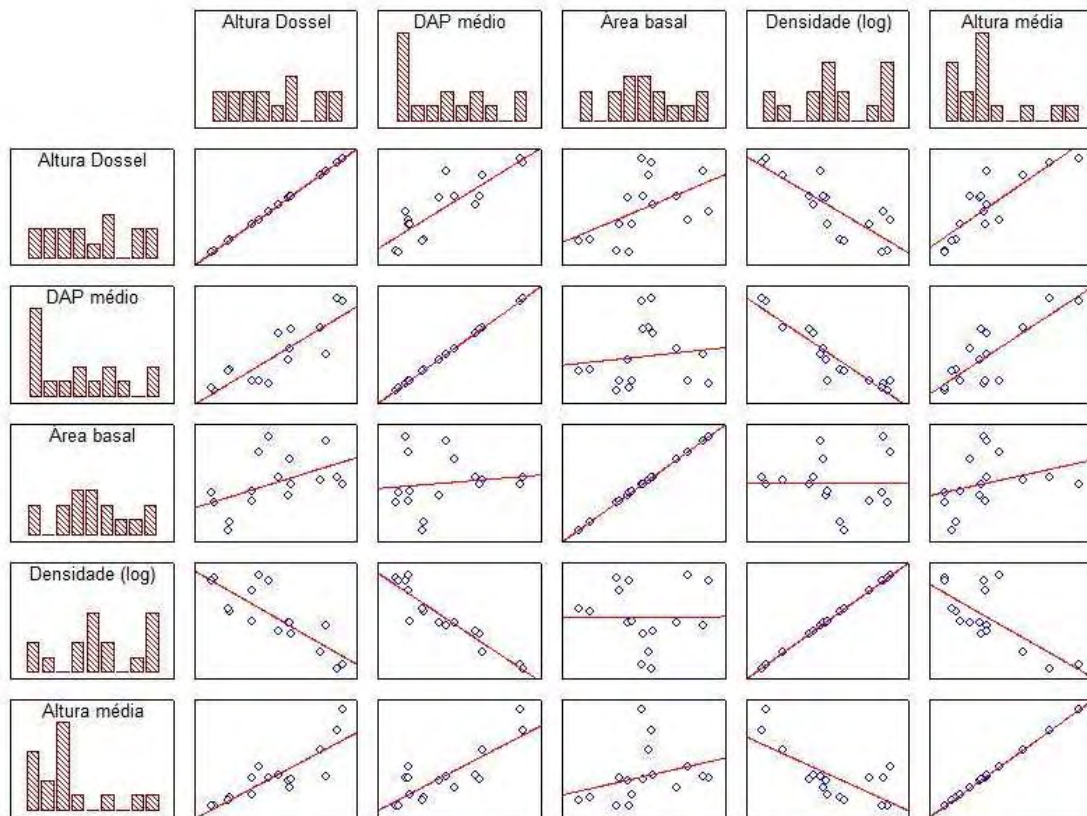 Altura Dossel
DAP médio
Área basal
Densidade (log)
Altura média
Altura Dossel
DAP médio
Área basal
Densidade (log)
Altura média